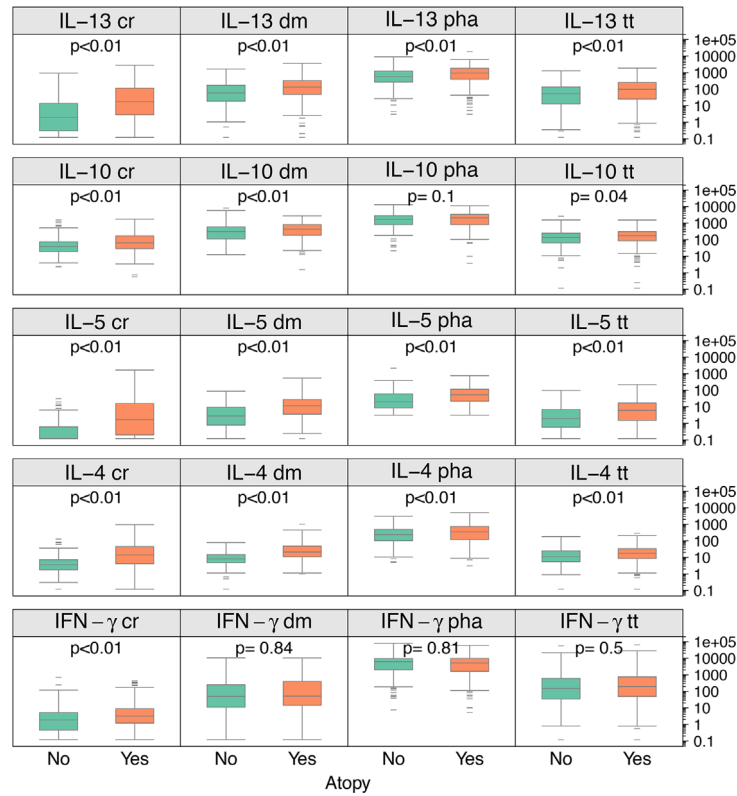 IL−13 cr IL−13 dm IL−13 pha IL−13 tt
p<0.01 p<0.01 p<0.01 p<0.01
1e+05
10000
1000
100
10
1
0.1
IL−10 cr IL−10 dm IL−10 pha IL−10 tt
p<0.01 p<0.01 p= 0.1 p= 0.04
1e+05
10000
1000
100
10
1
0.1
IL−5 cr IL−5 dm IL−5 pha IL−5 tt
p<0.01 p<0.01 p<0.01 p<0.01
1e+05
10000
1000
100
10
1
0.1
IL−4 cr IL−4 dm IL−4 pha IL−4 tt
p<0.01 p<0.01 p<0.01 p<0.01
1e+05
10000
1000
100
10
1
0.1
IFN−γ cr IFN−γ dm IFN−γ pha IFN−γ tt
p<0.01 p= 0.84 p= 0.81 p= 0.5
1e+05
10000
1000
100
10
1
0.1
No Yes No Yes No Yes No Yes
Atopy